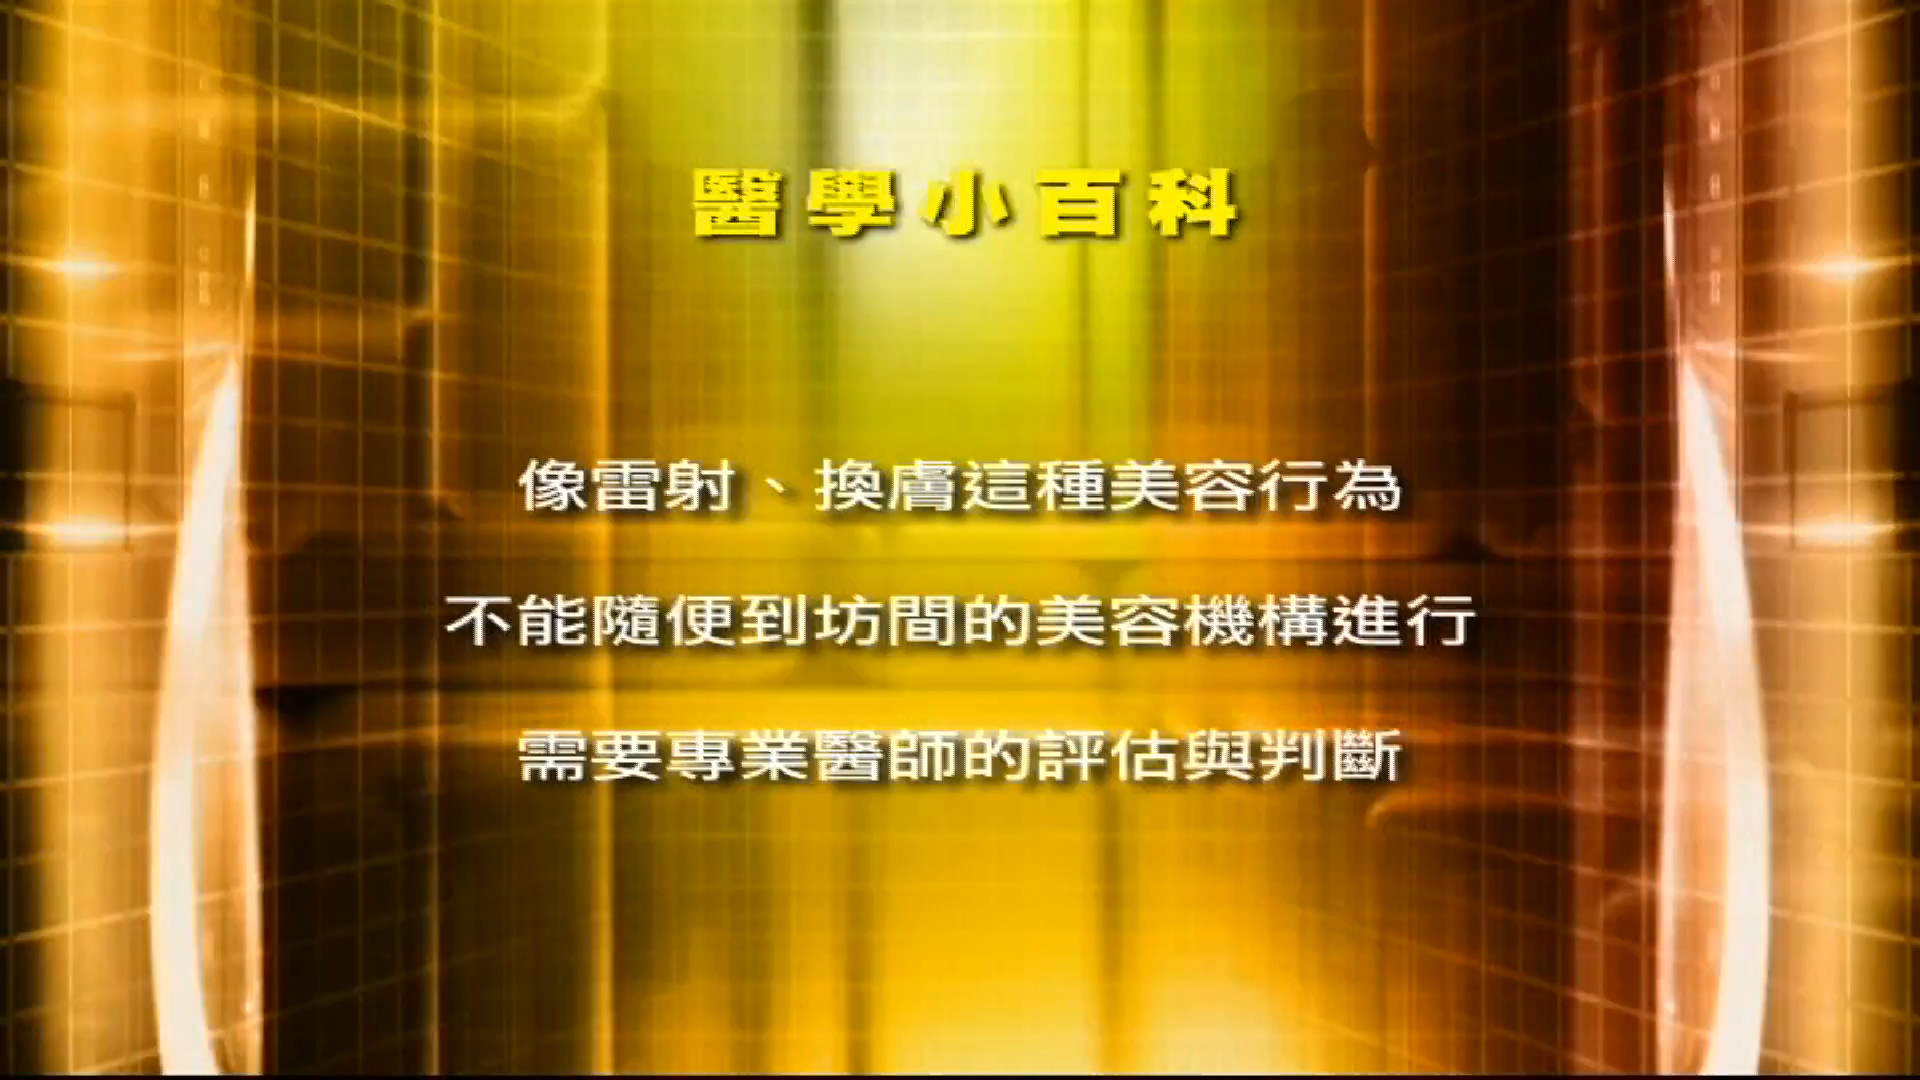 醫學小百科
像雷射、換膚這種美容行為
不能隨便到坊間的美容機構進行
需要專業醫師的評估與判斷